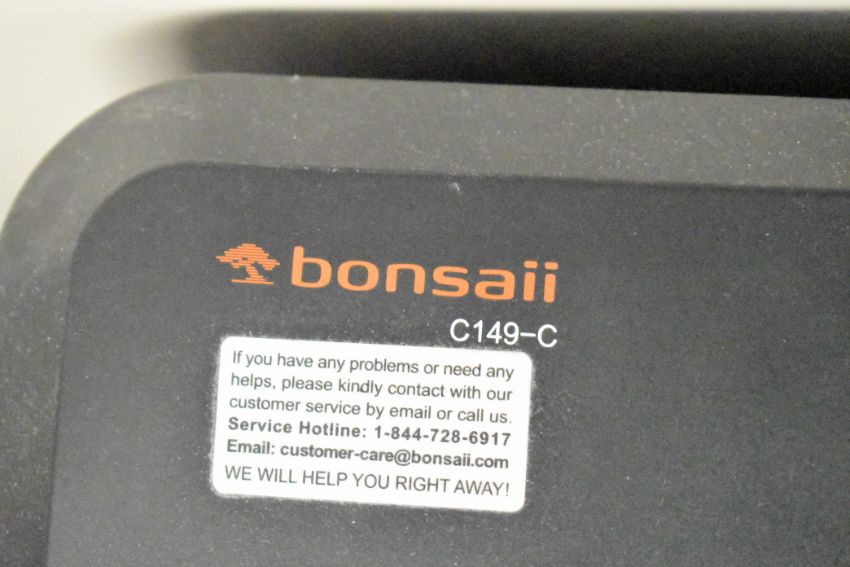 bonsaii
C149-C
If you have any problems or need any
helps, please kindly contact with our
customer service by email or call us.
Service Hotline: 1-844-728-6917
Email: customer-care@bonsaii.com
WE WILL HELP YOU RIGHT AWAY!